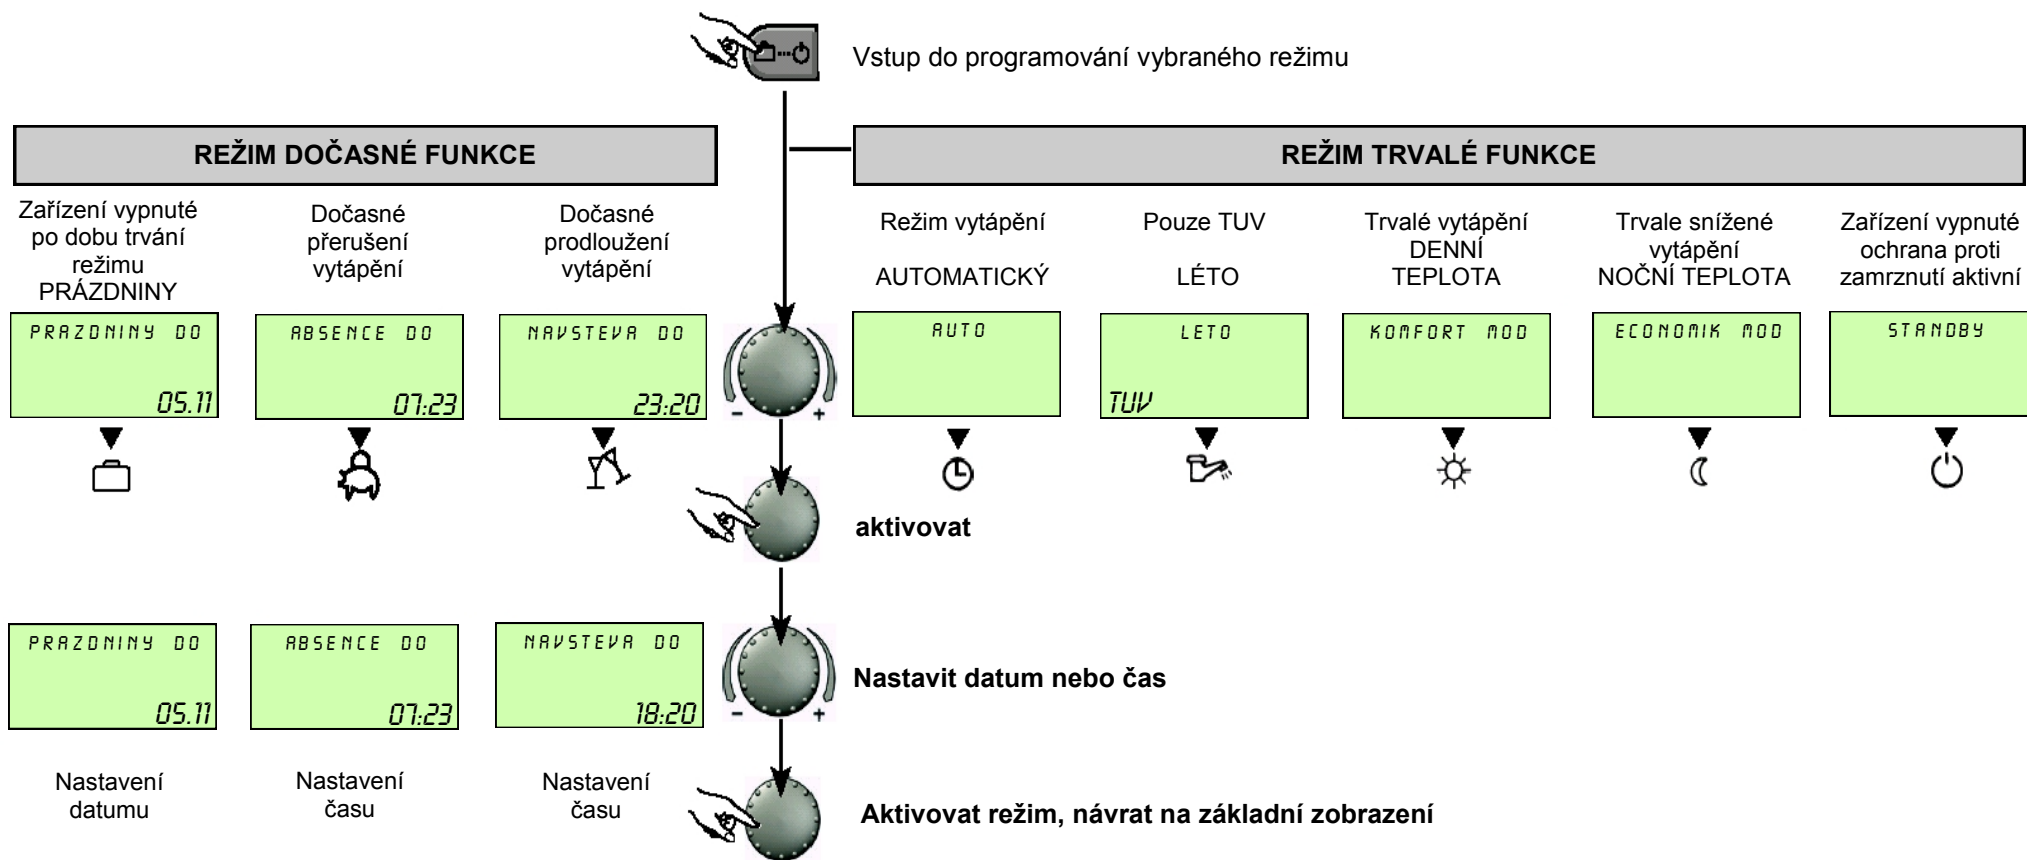 Vstup do programování vybraného režimu
REŽIM DOČASNÉ FUNKCE
REŽIM TRVALÉ FUNKCE
Zařízení vypnuté
po dobu trvání
režimu
PRÁZDNINY
Dočasné
přerušení
vytápění
Dočasné
prodloužení
vytápění
Režim vytápění
AUTOMATICKÝ
Pouze TUV
LÉTO
Trvalé vytápění
DENNÍ
TEPLOTA
Trvale snížené
vytápění
NOČNÍ TEPLOTA
Zařízení vypnuté
ochrana proti
zamrznutí aktivní
PRAZDNINY DO
05.11
ABSENCE DO
07:23
NAVSTEVA DO
23:20
- +
AUTO
LETO
TUV
KOMFORT MOD
ECONOMIK MOD
STANDBY
aktivovat
PRAZDNINY DO
05.11
ABSENCE DO
07:23
NAVSTEVA DO
18:20
- +
Nastavit datum nebo čas
Nastavení
datumu
Nastavení
času
Nastavení
času
Aktivovat režim, návrat na základní zobrazení